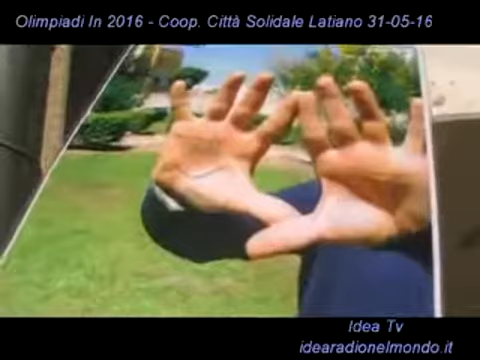 Olimpiadi In 2016 - Coop. Città Solidale Latiano 31-05-16
Idea Tv
idearadionelmondo.it